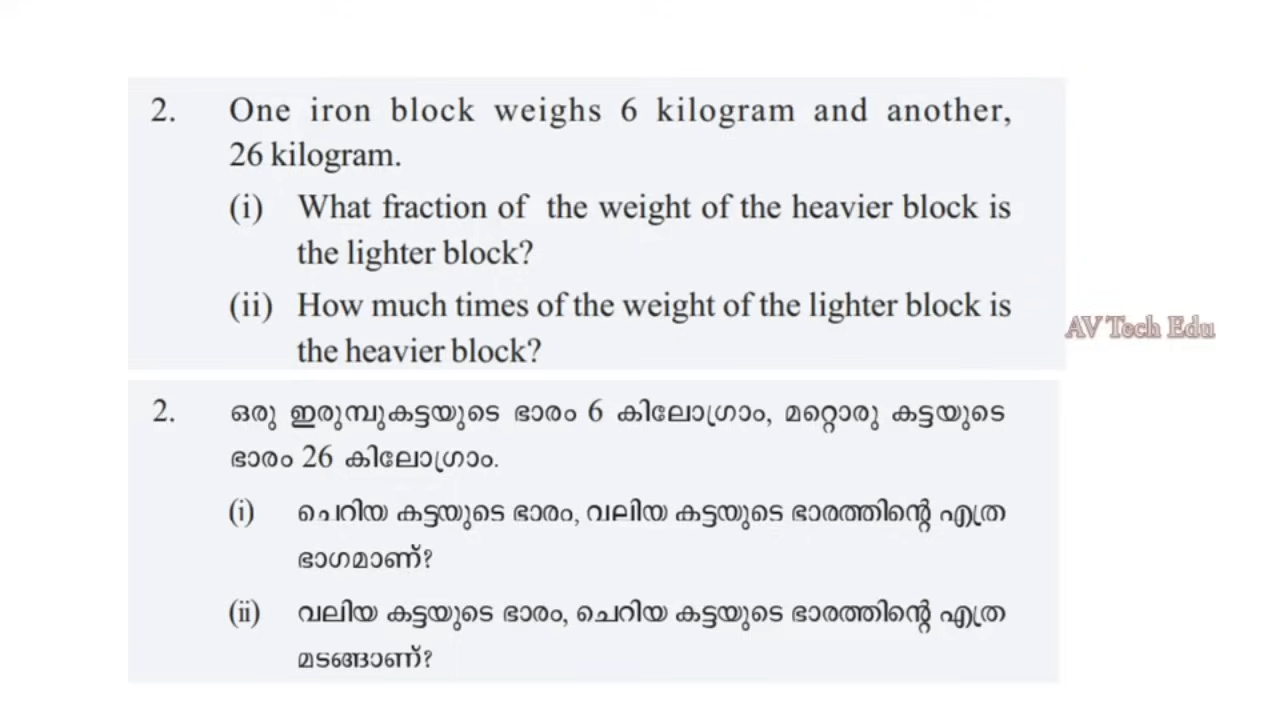 2. One iron block weighs 6 kilogram and another,
26 kilogram.
(i) What fraction of the weight of the heavier block is
the lighter block?
(ii) How much times of the weight of the lighter block is
the heavier block?
AV Tech Edu
2. ഒരു ഇരുമ്പുകട്ടയുടെ ഭാരം 6 കിലോഗ്രാം, മറ്റൊരു കട്ടയുടെ
ഭാരം 26 കിലോഗ്രാം.
(i) ചെറിയ കട്ടയുടെ ഭാരം, വലിയ കട്ടയുടെ ഭാരത്തിന്റെ എത്ര
ഭാഗമാണ്?
(ii) വലിയ കട്ടയുടെ ഭാരം, ചെറിയ കട്ടയുടെ ഭാരത്തിന്റെ എത്ര
മടങ്ങാണ്?